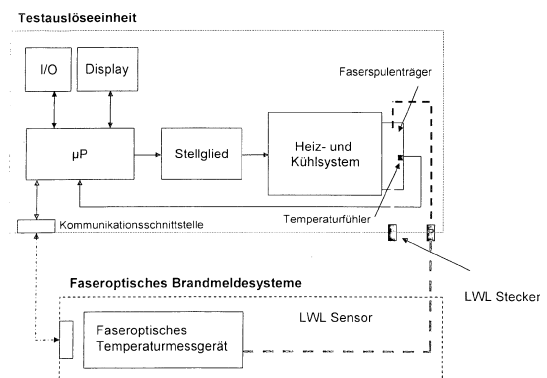 Testauslöseeinheit
I/O
Display
Faserspulenträger
µP
Stellglied
Heiz- und
Kühlsystem
Temperaturfühler
Kommunikationsschnittstelle
LWL Stecker
Faseroptisches Brandmeldesysteme
LWL Sensor
Faseroptisches
Temperaturmessgerät